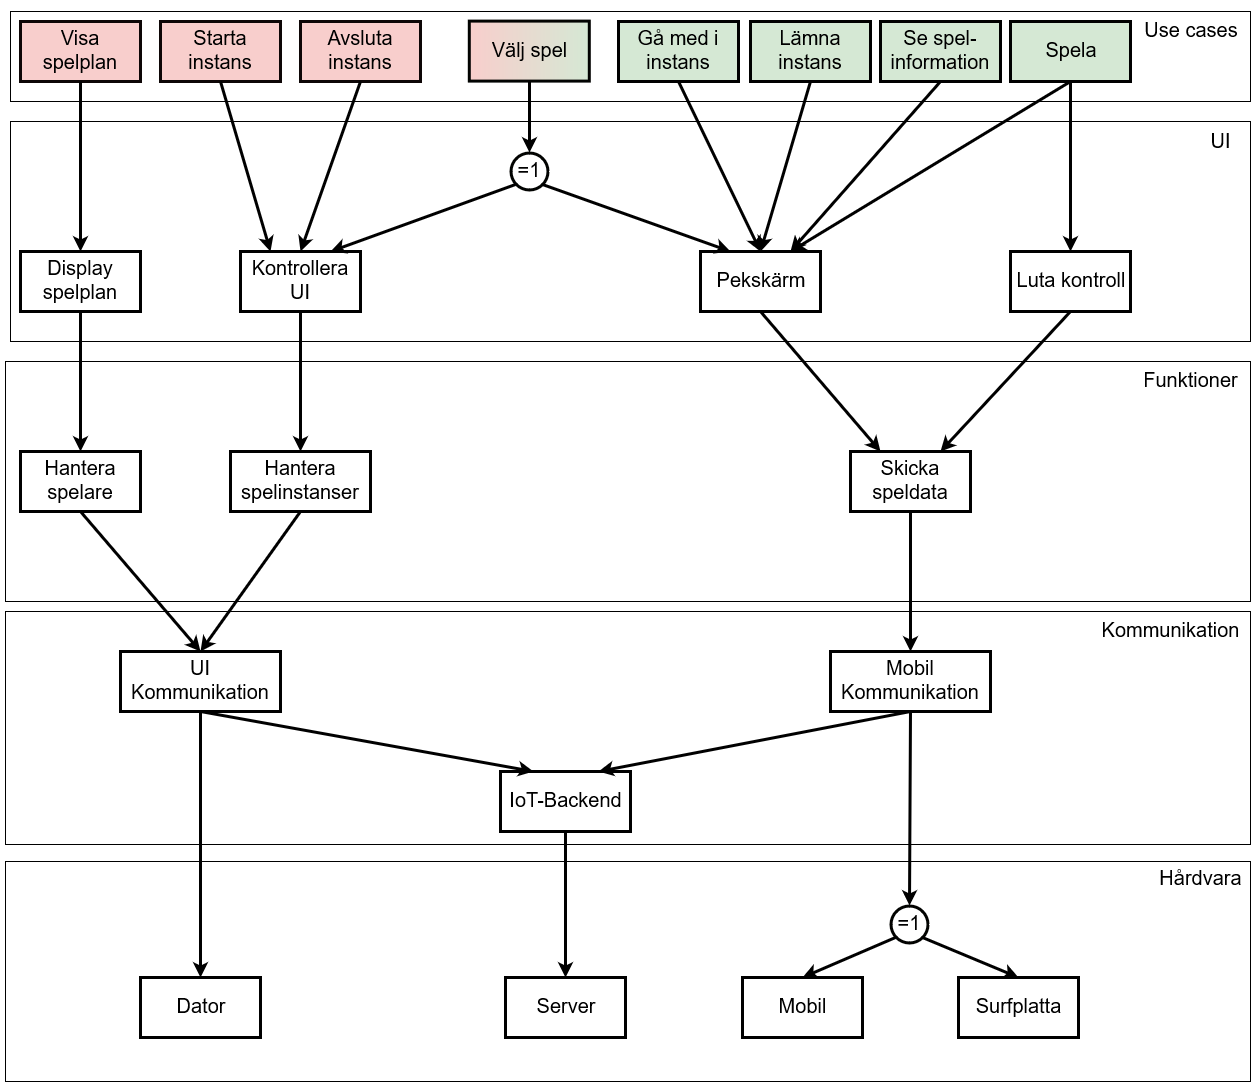 Use cases
Visa
spelplan
Starta
instans
Avsluta
instans
Välj spel
Gå med i
instans
Lämna
instans
Se spel-
information
Spela
UI
=1
Display
spelplan
Kontrollera
UI
Pekskärm
Luta kontroll
Funktioner
Hantera
spelare
Hantera
spelinstanser
Skicka
speldata
Kommunikation
UI
Kommunikation
Mobil
Kommunikation
IoT-Backend
Hårdvara
=1
Dator
Server
Mobil
Surfplatta